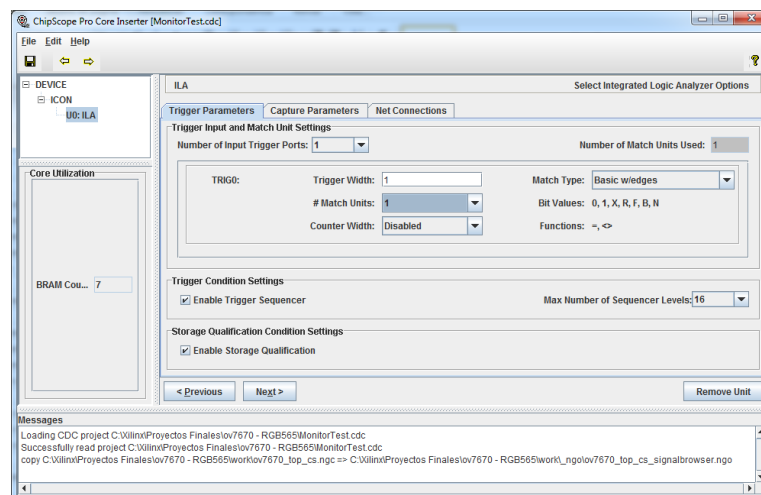 ChipScope Pro Core Inserter [MonitorTest.cdc]
File Edit Help
DEVICE
ICON
U0: ILA
ILA
Select Integrated Logic Analyzer Options
Trigger Parameters
Capture Parameters
Net Connections
Trigger Input and Match Unit Settings
Number of Input Trigger Ports: 1
Number of Match Units Used: 1
TRIG0:
Trigger Width: 1
Match Type: Basic w/edges
# Match Units: 1
Bit Values: 0, 1, X, R, F, B, N
Counter Width: Disabled
Functions: =, <>
Core Utilization
BRAM Cou... 7
Trigger Condition Settings
Enable Trigger Sequencer
Max Number of Sequencer Levels: 16
Storage Qualification Condition Settings
Enable Storage Qualification
< Previous
Next >
Remove Unit
Messages
Loading CDC project C:\Xilinx\Proyectos Finales\ov7670 - RGB565\MonitorTest.cdc
Successfully read project C:\Xilinx\Proyectos Finales\ov7670 - RGB565\MonitorTest.cdc
copy C:\Xilinx\Proyectos Finales\ov7670 - RGB565\work\ov7670_top_cs.ngc => C:\Xilinx\Proyectos Finales\ov7670 - RGB565\work\_ngo\ov7670_top_cs_signalbrowser.ngo